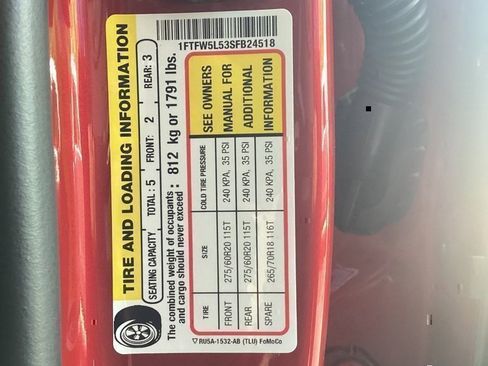 1FTFW5L53SFB24518
TIRE AND LOADING INFORMATION
SEATING CAPACITY TOTAL : 5 FRONT: 2 REAR: 3
The combined weight of occupants
and cargo should never exceed : 812 kg or 1791 lbs.
TIRE SIZE COLD TIRE PRESSURE
FRONT 275/60R20 115T 240 KPA, 35 PSI
REAR 275/60R20 115T 240 KPA, 35 PSI
SPARE 265/70R18 116T 240 KPA, 35 PSI
SEE OWNERS
MANUAL FOR
ADDITIONAL
INFORMATION
RU5A-1532-AB (TLU) FoMoCo